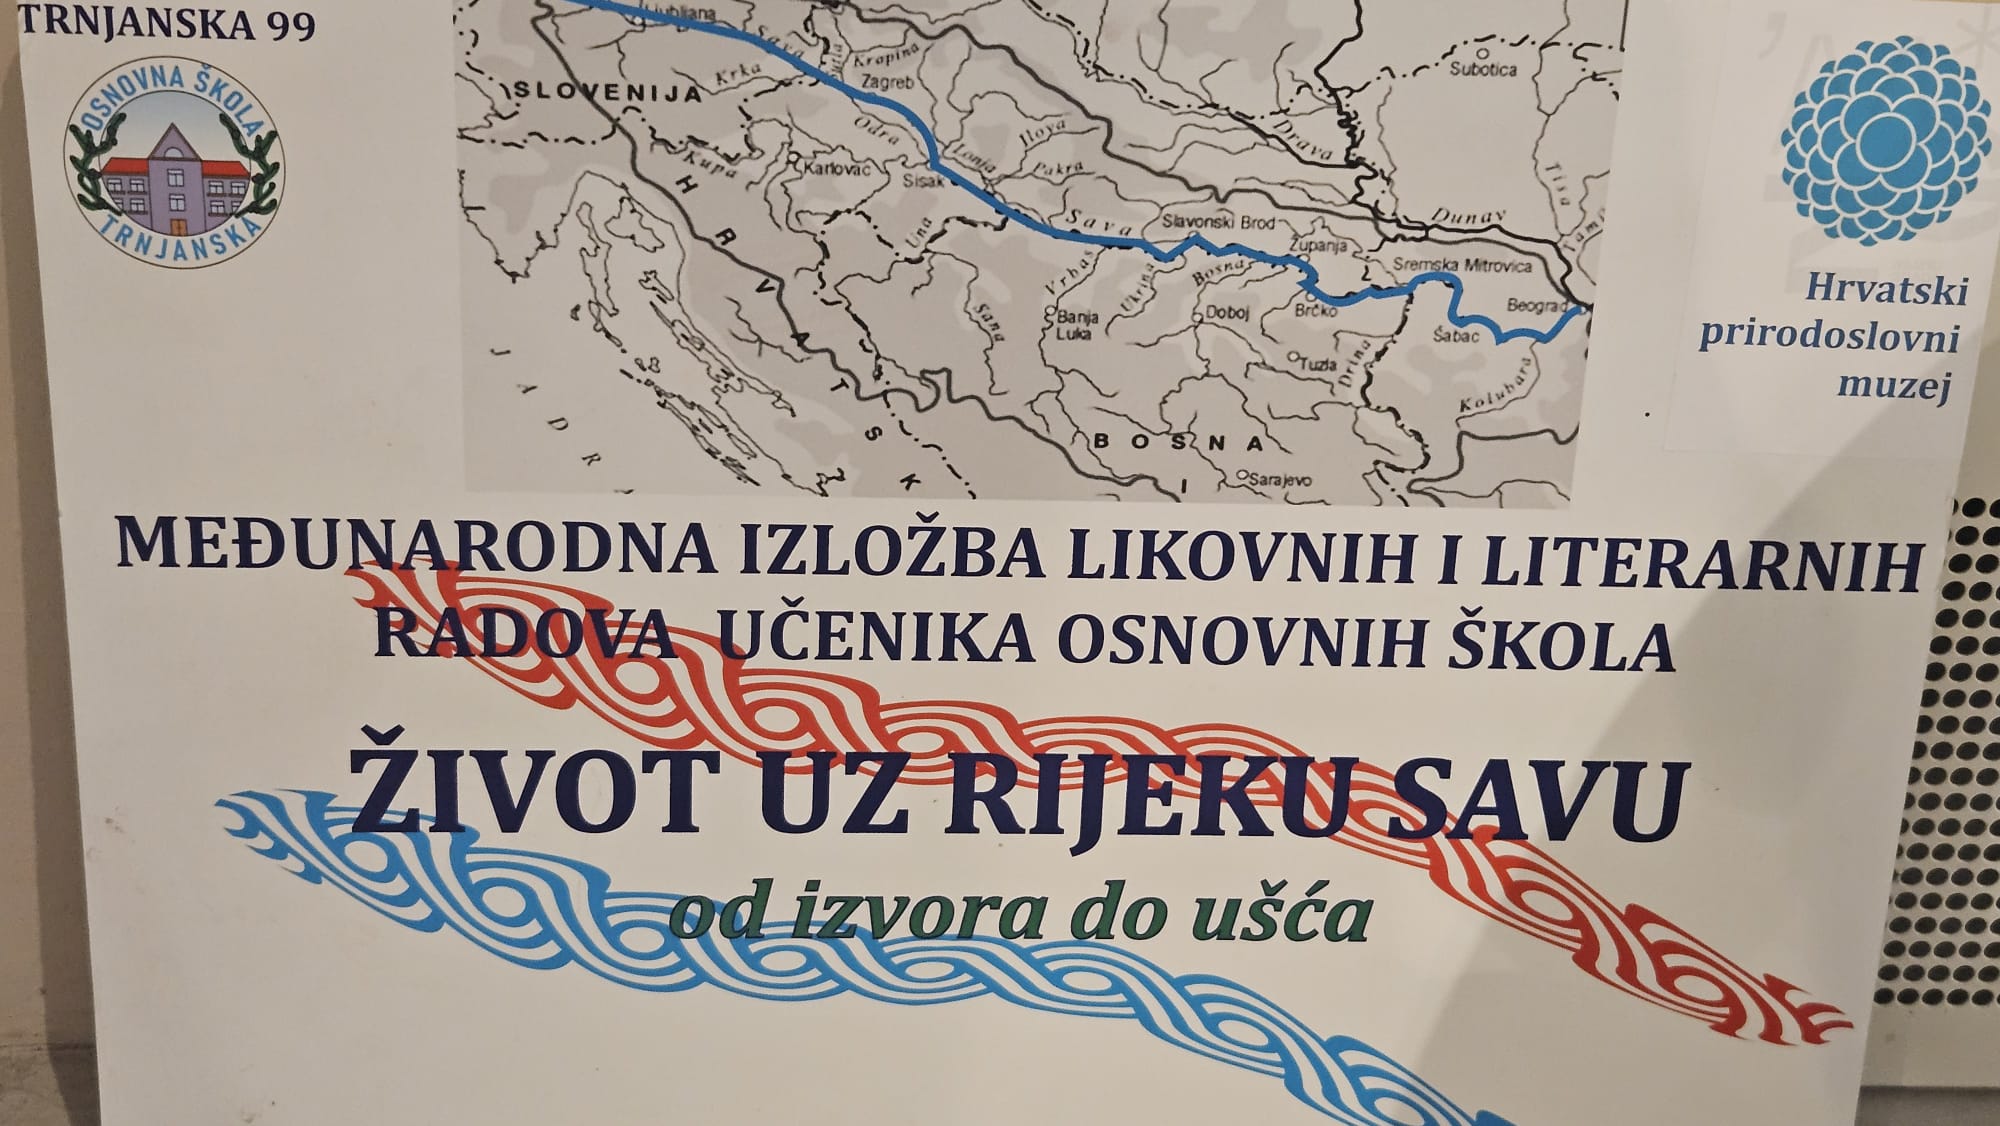 TRNJANSKA 99
OSNOVNA ŠKOLA
TRNJANSKA
Ljubljana
Sava
Krka
Krapina
Zagreb
SLOVENIJA
Odra
Lonja
Ilova
Pakra
Kupa
Karlovac
Sisak
Una
Sana
HRVATSK
JADR
Sava
Vrbas
Ukrina
Bosna
Banja
Luka
Doboj
Slavonski Brod
Županja
Brčko
Tuzla
Drina
BOSNA
I
Sarajevo
Subotica
Drava
Dunav
Tisa
Sremska Mitrovica
Beograd
Šabac
Kolubara
Hrvatski
prirodoslovni
muzej
MEĐUNARODNA IZLOŽBA LIKOVNIH I LITERARNIH
RADOVA UČENIKA OSNOVNIH ŠKOLA
ŽIVOT UZ RIJEKU SAVU
od izvora do ušća